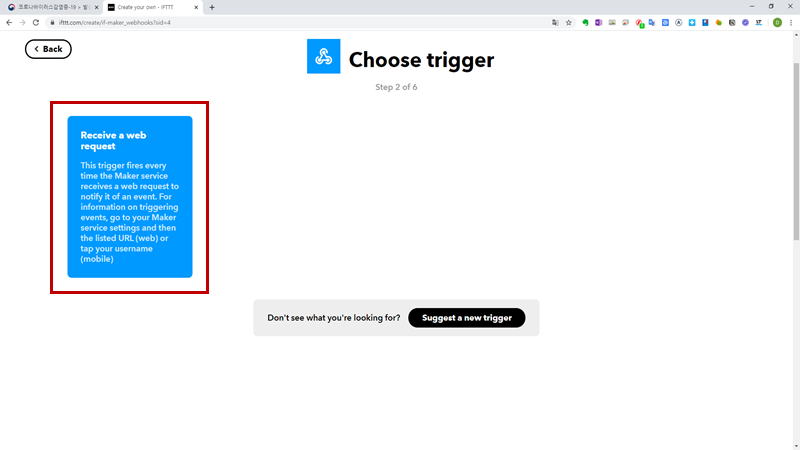 코로나바이러스감염증-19 > 발
Create your own - IFTTT
ifttt.com/create/if-maker_webhooks?sid=4
Back
Choose trigger
Step 2 of 6
Receive a web
request
This trigger fires every
time the Maker service
receives a web request to
notify it of an event. For
information on triggering
events, go to your Maker
service settings and then
the listed URL (web) or
tap your username
(mobile)
Don't see what you're looking for?
Suggest a new trigger